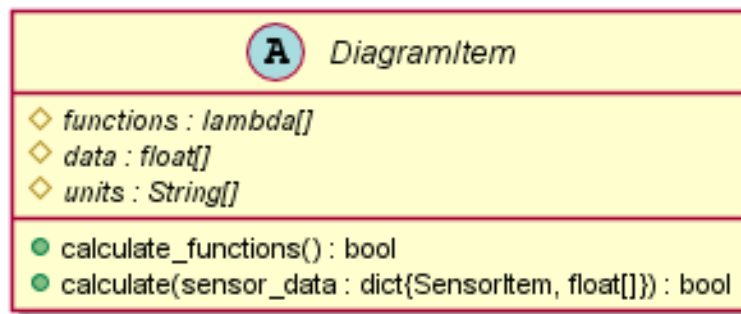 A DiagramItem
functions : lambda[]
data : float[]
units : String[]
calculate_functions() : bool
calculate(sensor_data : dict{SensorItem, float[]}) : bool